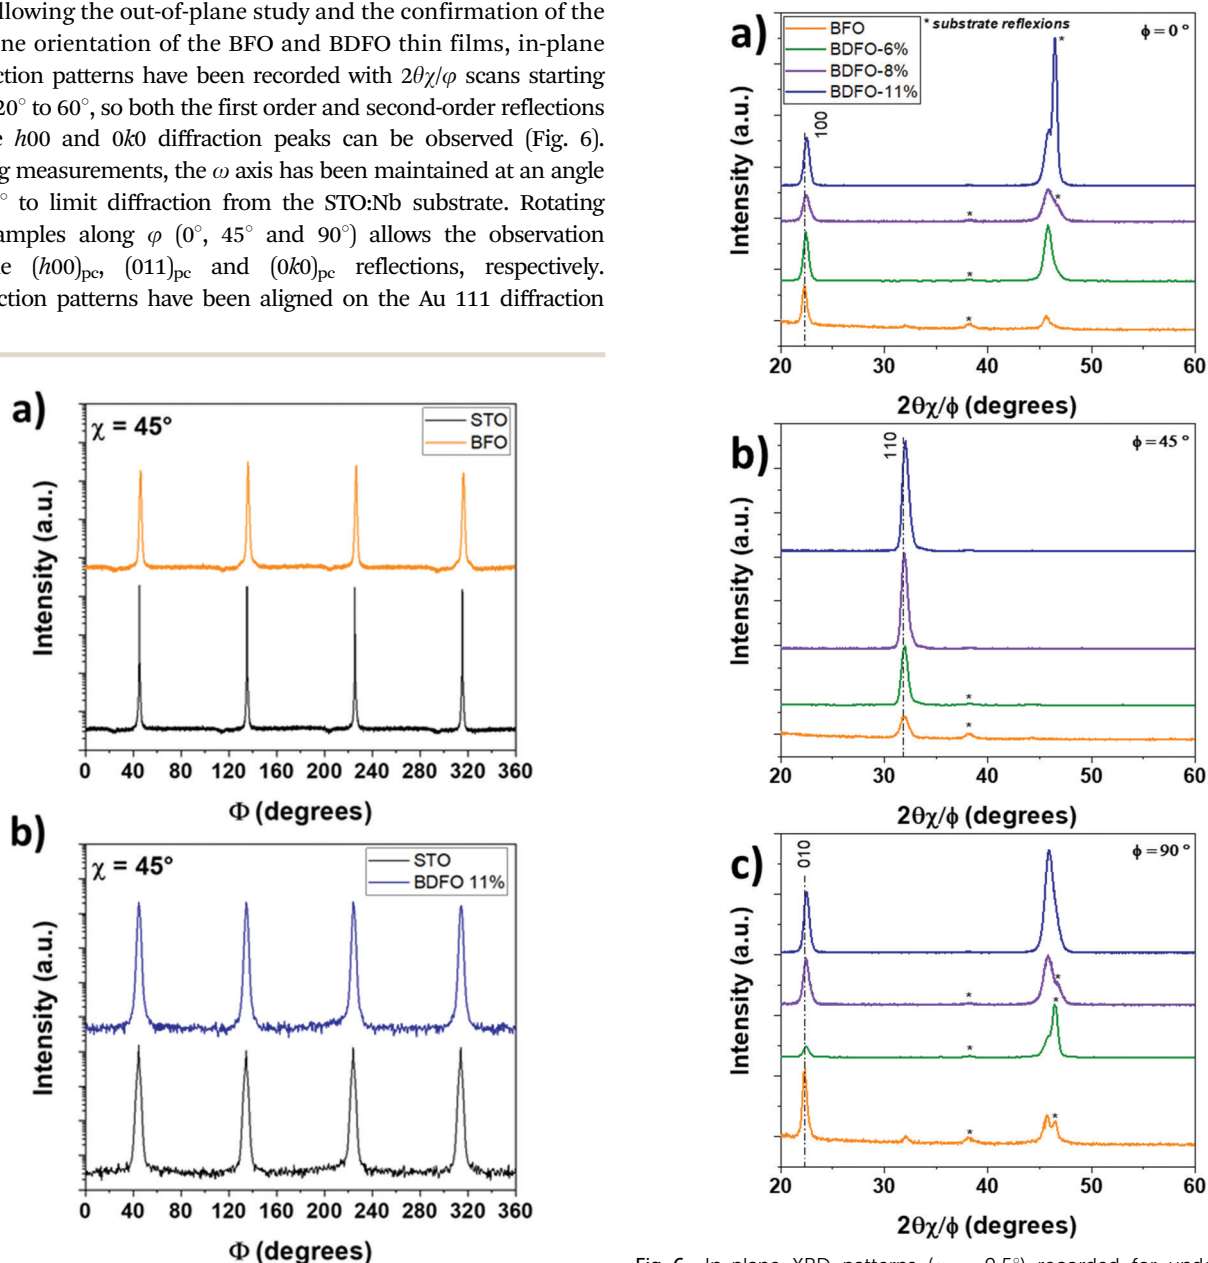 llowing the out-of-plane study and the confirmation of the
ne orientation of the BFO and BDFO thin films, in-plane
ction patterns have been recorded with 2θχ/φ scans starting
20° to 60°, so both the first order and second-order reflections
e h00 and 0k0 diffraction peaks can be observed (Fig. 6).
g measurements, the ω axis has been maintained at an angle
° to limit diffraction from the STO:Nb substrate. Rotating
amples along φ (0°, 45° and 90°) allows the observation
e (h00)pc, (011)pc and (0k0)pc reflections, respectively.
ction patterns have been aligned on the Au 111 diffraction
a)
χ = 45°
STO
BFO
Intensity (a.u.)
0 40 80 120 160 200 240 280 320 360
Φ (degrees)
b)
χ = 45°
STO
BDFO 11%
Intensity (a.u.)
0 40 80 120 160 200 240 280 320 360
Φ (degrees)
a)
BFO
BDFO-6%
BDFO-8%
BDFO-11%
* substrate reflexions
ϕ = 0 °
100
*
*
*
*
*
*
Intensity (a.u.)
20 30 40 50 60
2θχ/ϕ (degrees)
b)
110
ϕ = 45 °
*
*
Intensity (a.u.)
20 30 40 50 60
2θχ/ϕ (degrees)
c)
010
ϕ = 90 °
*
*
*
*
*
*
Intensity (a.u.)
20 30 40 50 60
2θχ/ϕ (degrees)